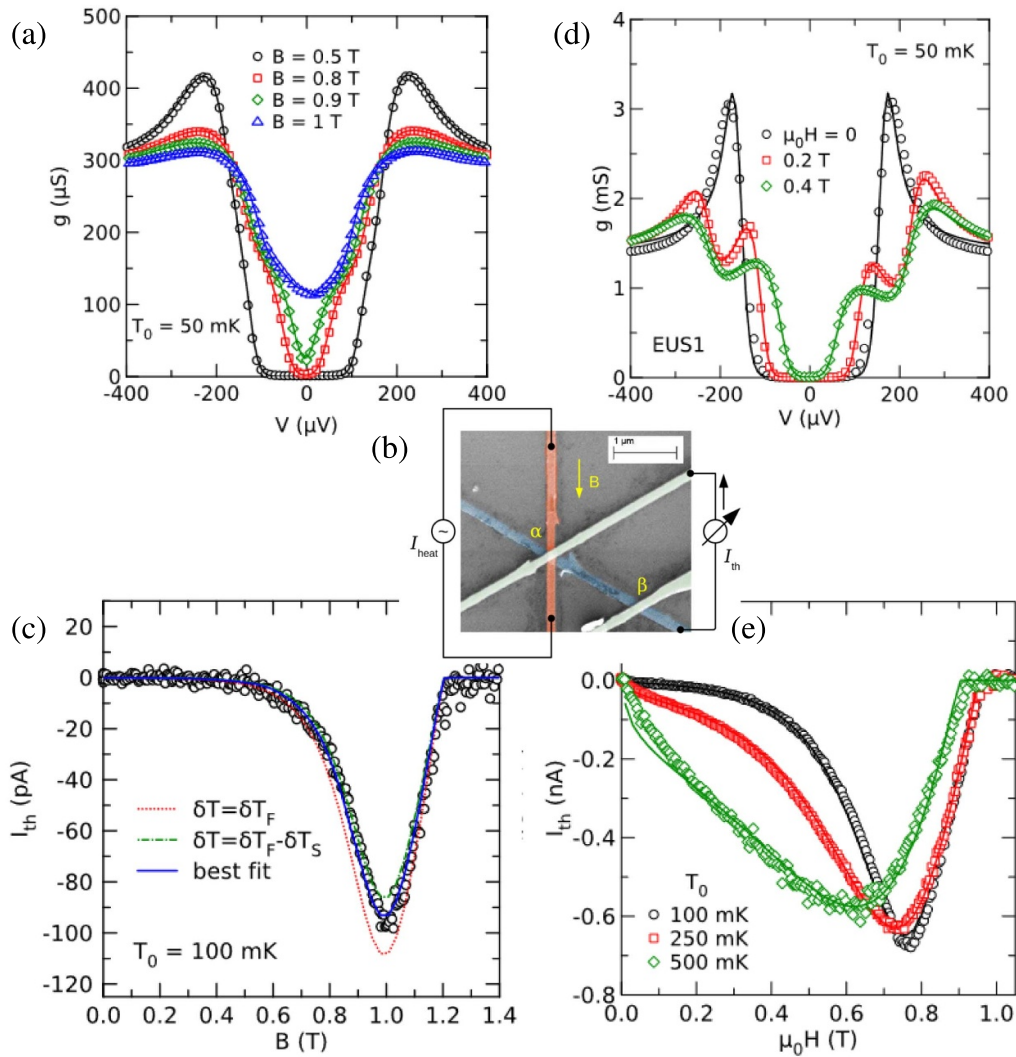 (a)
500
400
300
200
100
0
g (µS)
B = 0.5 T
B = 0.8 T
B = 0.9 T
B = 1 T
T0 = 50 mK
-400 -200 0 200 400
V (µV)
(d)
4
3
2
1
0
g (mS)
T0 = 50 mK
µ0H = 0
0.2 T
0.4 T
EUS1
-400 -200 0 200 400
V (µV)
(b)
1 µm
B
α
β
~
Iheat
Ith
(c)
20
0
-20
-40
-60
-80
-100
-120
Ith (pA)
δT=δTF
δT=δTF-δTS
best fit
T0 = 100 mK
0.0 0.2 0.4 0.6 0.8 1.0 1.2 1.4
B (T)
(e)
0.0
-0.2
-0.4
-0.6
-0.8
Ith (nA)
T0
100 mK
250 mK
500 mK
0.0 0.2 0.4 0.6 0.8 1.0
µ0H (T)